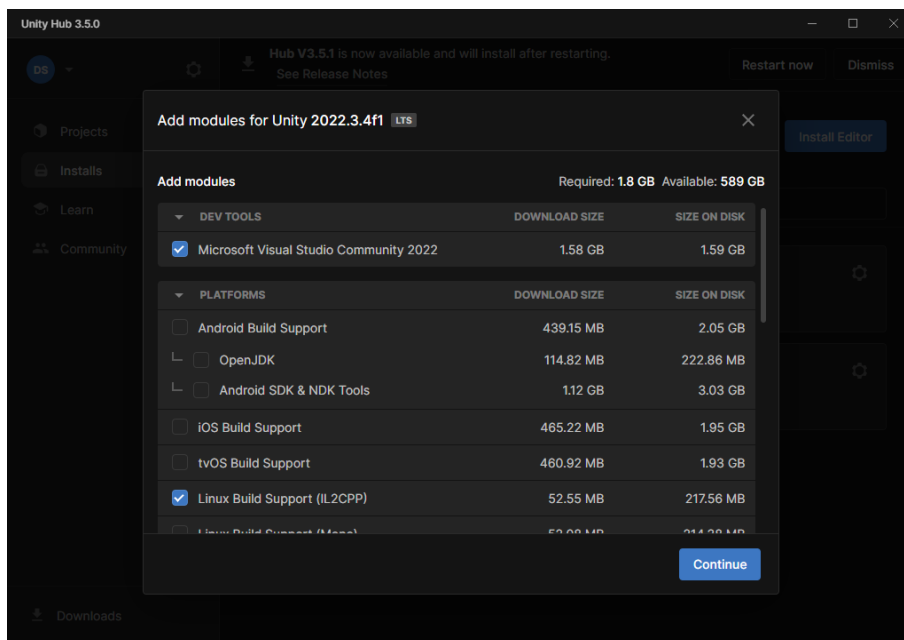 Unity Hub 3.5.0
DS
Hub V3.5.1 is now available and will install after restarting.
See Release Notes
Restart now
Dismiss
Projects
Installs
Learn
Community
Install Editor
Add modules for Unity 2022.3.4f1 LTS
Add modules
Required: 1.8 GB Available: 589 GB
DEV TOOLS DOWNLOAD SIZE SIZE ON DISK
Microsoft Visual Studio Community 2022 1.58 GB 1.59 GB
PLATFORMS DOWNLOAD SIZE SIZE ON DISK
Android Build Support 439.15 MB 2.05 GB
OpenJDK 114.82 MB 222.86 MB
Android SDK & NDK Tools 1.12 GB 3.03 GB
iOS Build Support 465.22 MB 1.95 GB
tvOS Build Support 460.92 MB 1.93 GB
Linux Build Support (IL2CPP) 52.55 MB 217.56 MB
Linux Build Support (Mono)
Continue
Downloads